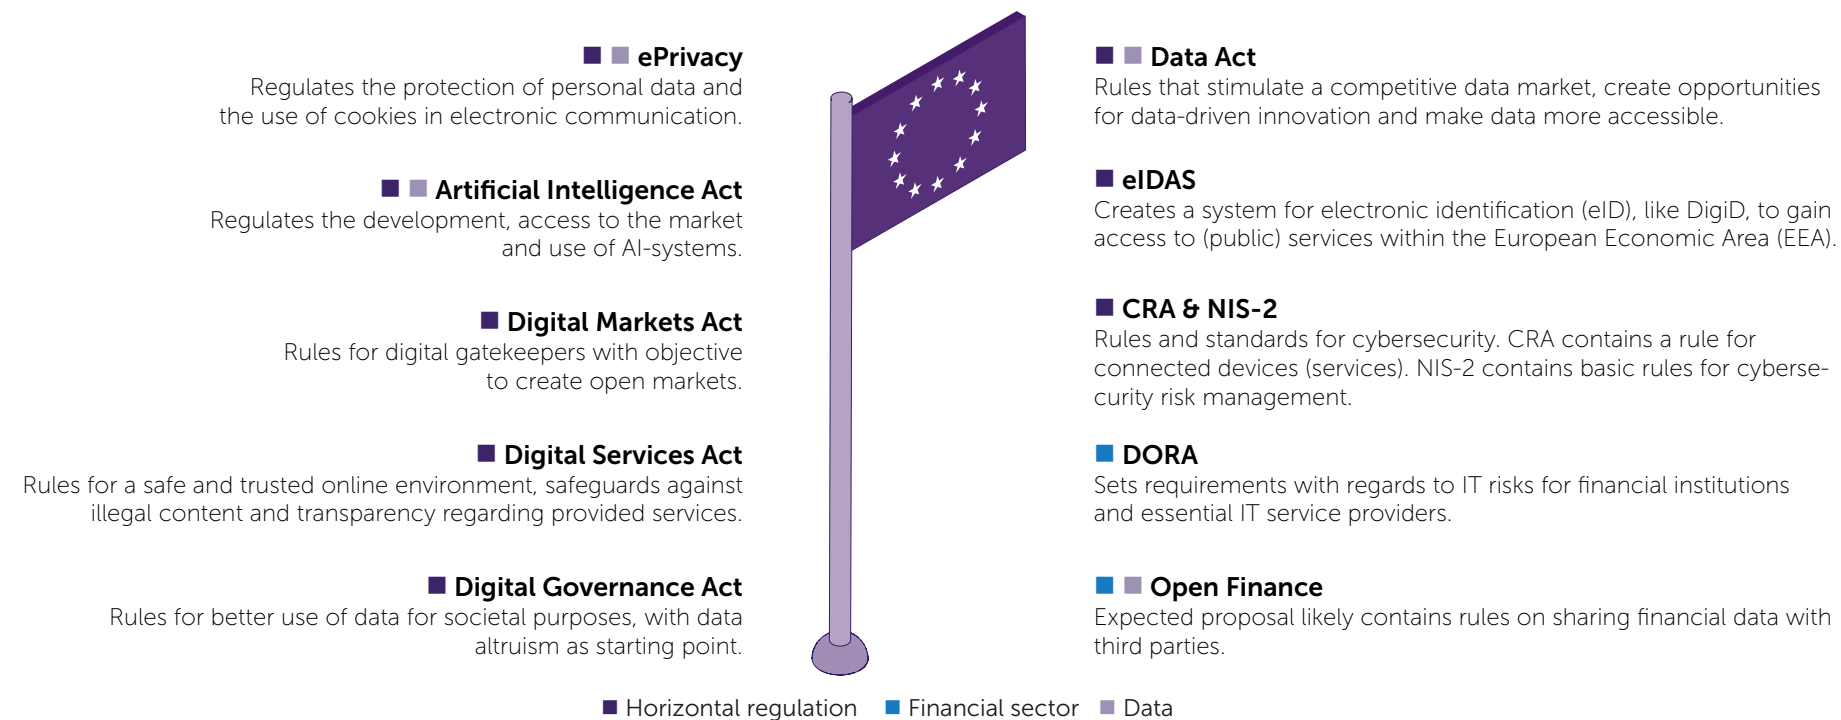 ePrivacy
Regulates the protection of personal data and
the use of cookies in electronic communication.
Artificial Intelligence Act
Regulates the development, access to the market
and use of AI-systems.
Digital Markets Act
Rules for digital gatekeepers with objective
to create open markets.
Digital Services Act
Rules for a safe and trusted online environment, safeguards against
illegal content and transparency regarding provided services.
Digital Governance Act
Rules for better use of data for societal purposes, with data
altruism as starting point.
Data Act
Rules that stimulate a competitive data market, create opportunities
for data-driven innovation and make data more accessible.
eIDAS
Creates a system for electronic identification (eID), like DigiD, to gain
access to (public) services within the European Economic Area (EEA).
CRA & NIS-2
Rules and standards for cybersecurity. CRA contains a rule for
connected devices (services). NIS-2 contains basic rules for cyberse-
curity risk management.
DORA
Sets requirements with regards to IT risks for financial institutions
and essential IT service providers.
Open Finance
Expected proposal likely contains rules on sharing financial data with
third parties.
Horizontal regulation Financial sector Data